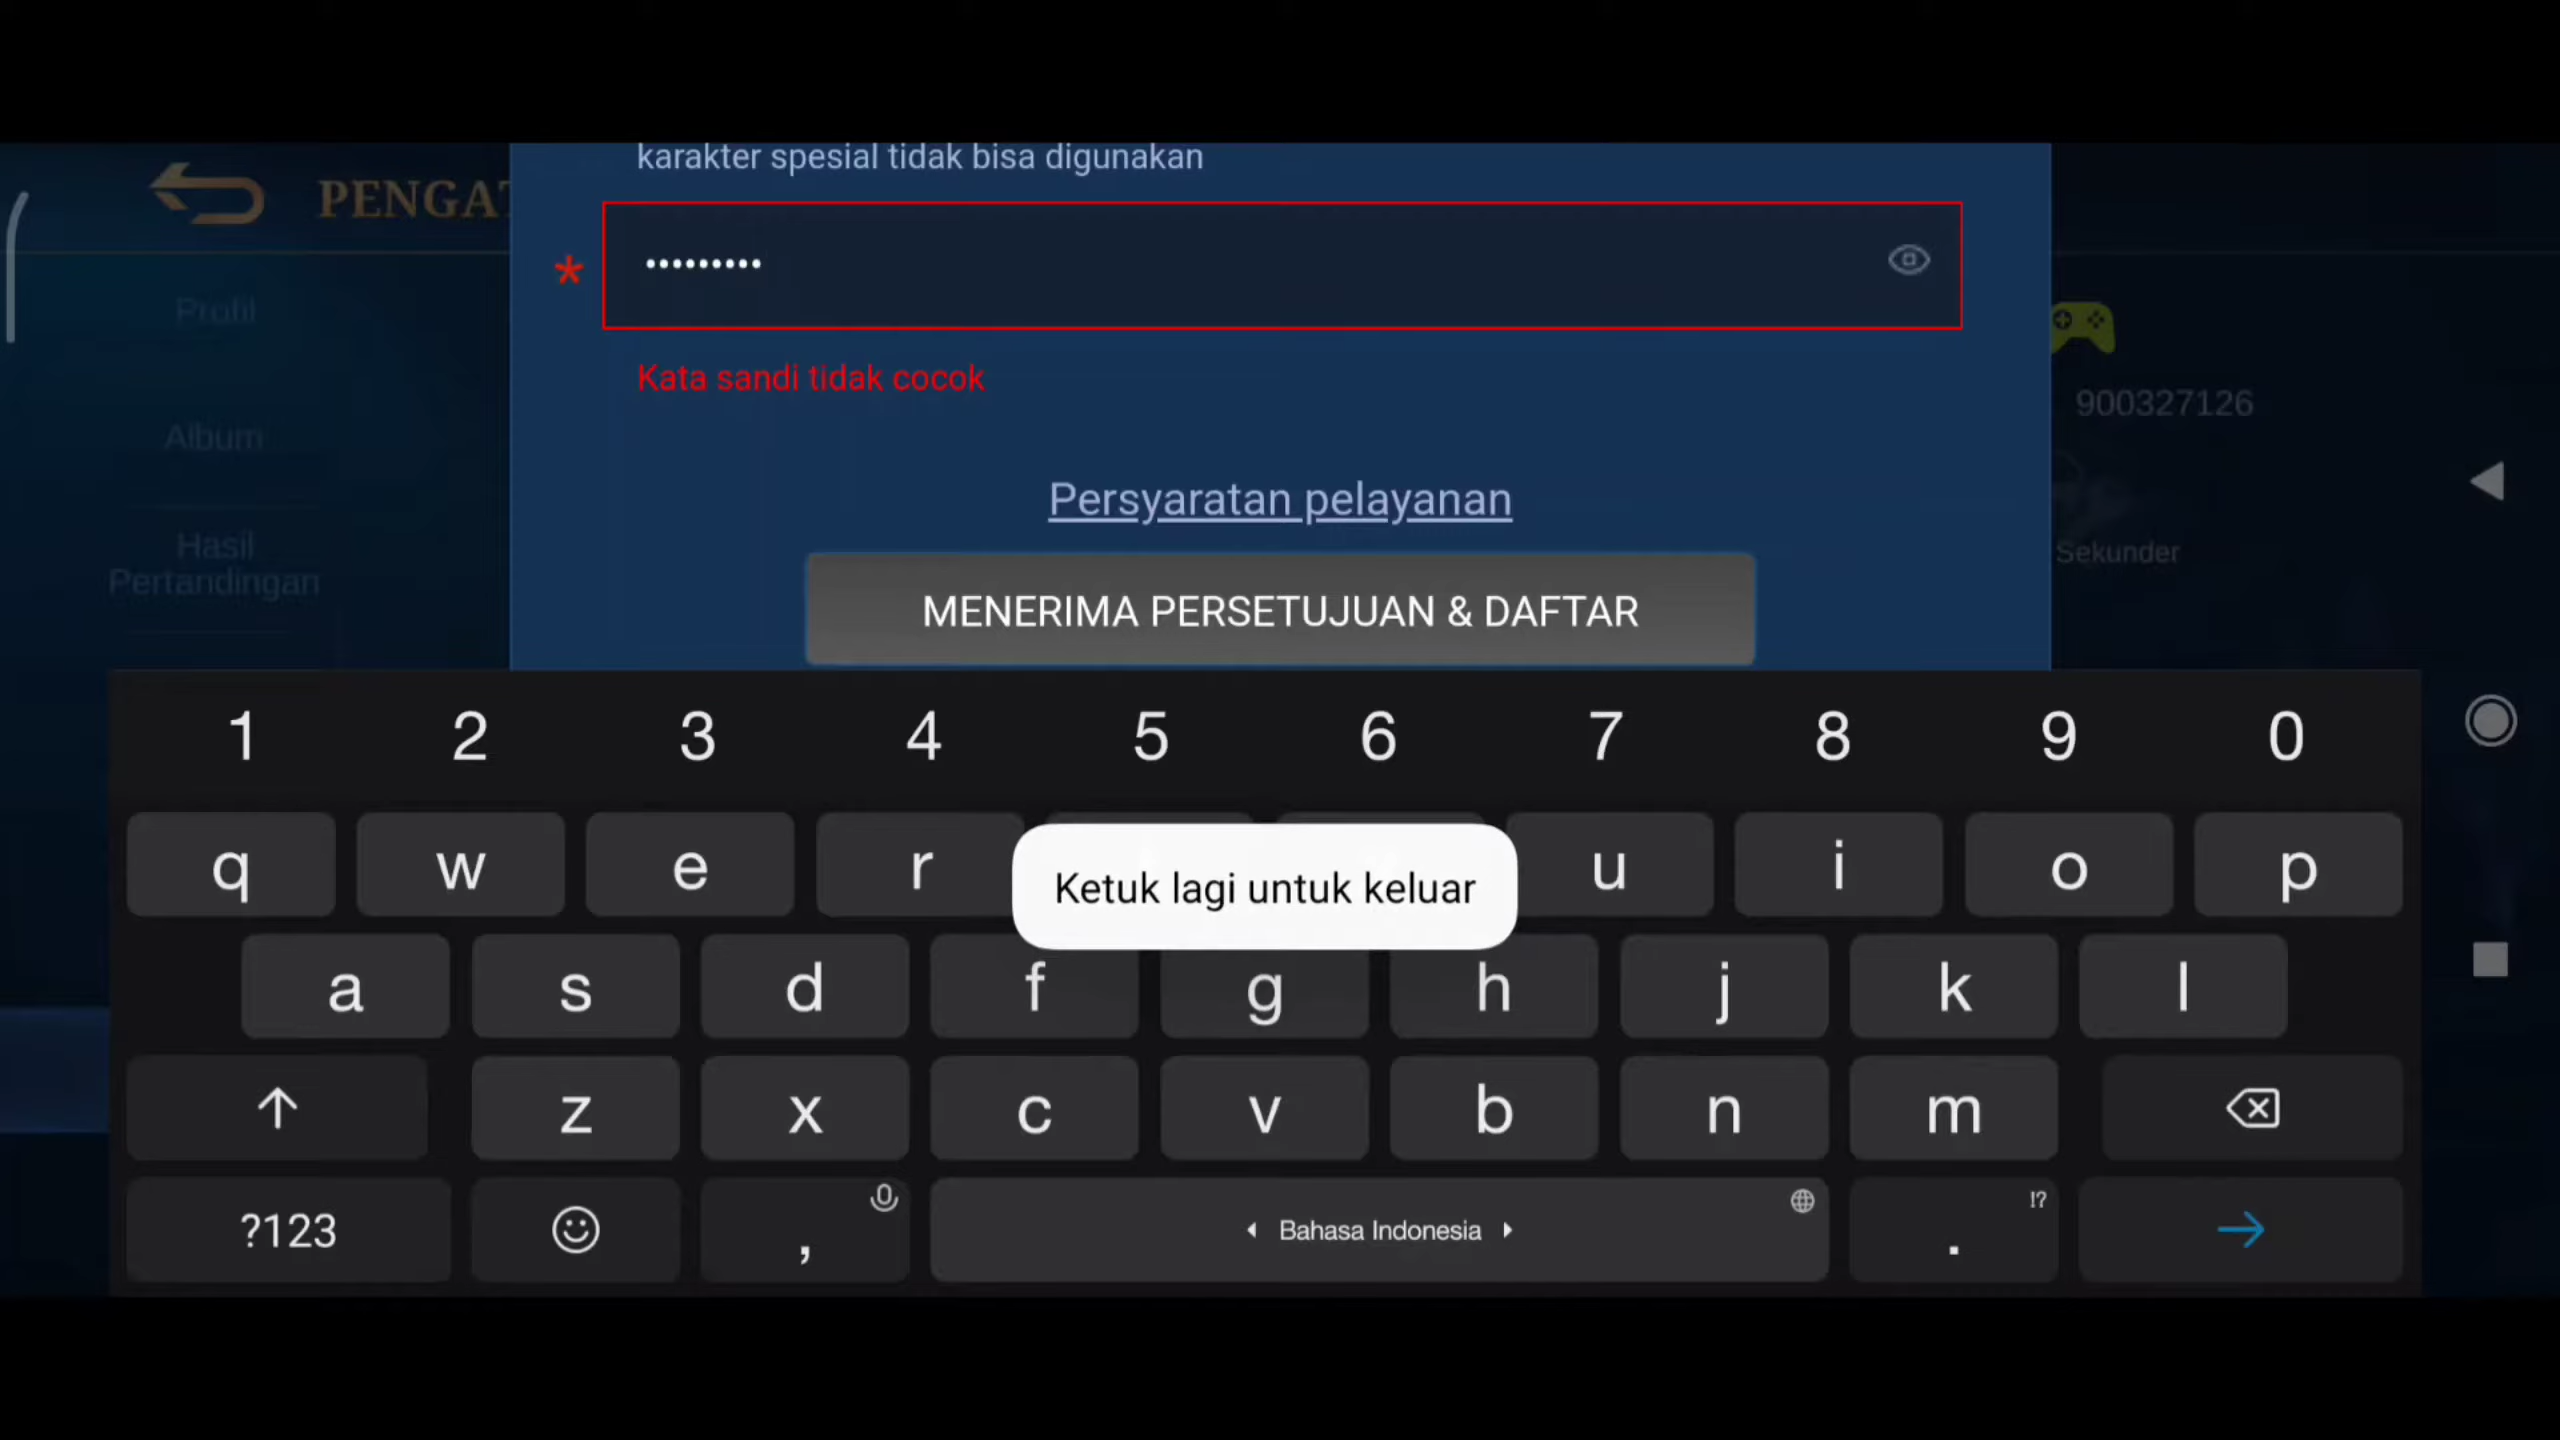 karakter spesial tidak bisa digunakan
PENGAT
*
•••••••••
Profil
Kata sandi tidak cocok
900327126
Album
Persyaratan pelayanan
Hasil
Pertandingan
Sekunder
MENERIMA PERSETUJUAN & DAFTAR
1 2 3 4 5 6 7 8 9 0
q w e r u i o p
Ketuk lagi untuk keluar
a s d f g h j k l
z x c v b n m
?123 , Bahasa Indonesia . !?